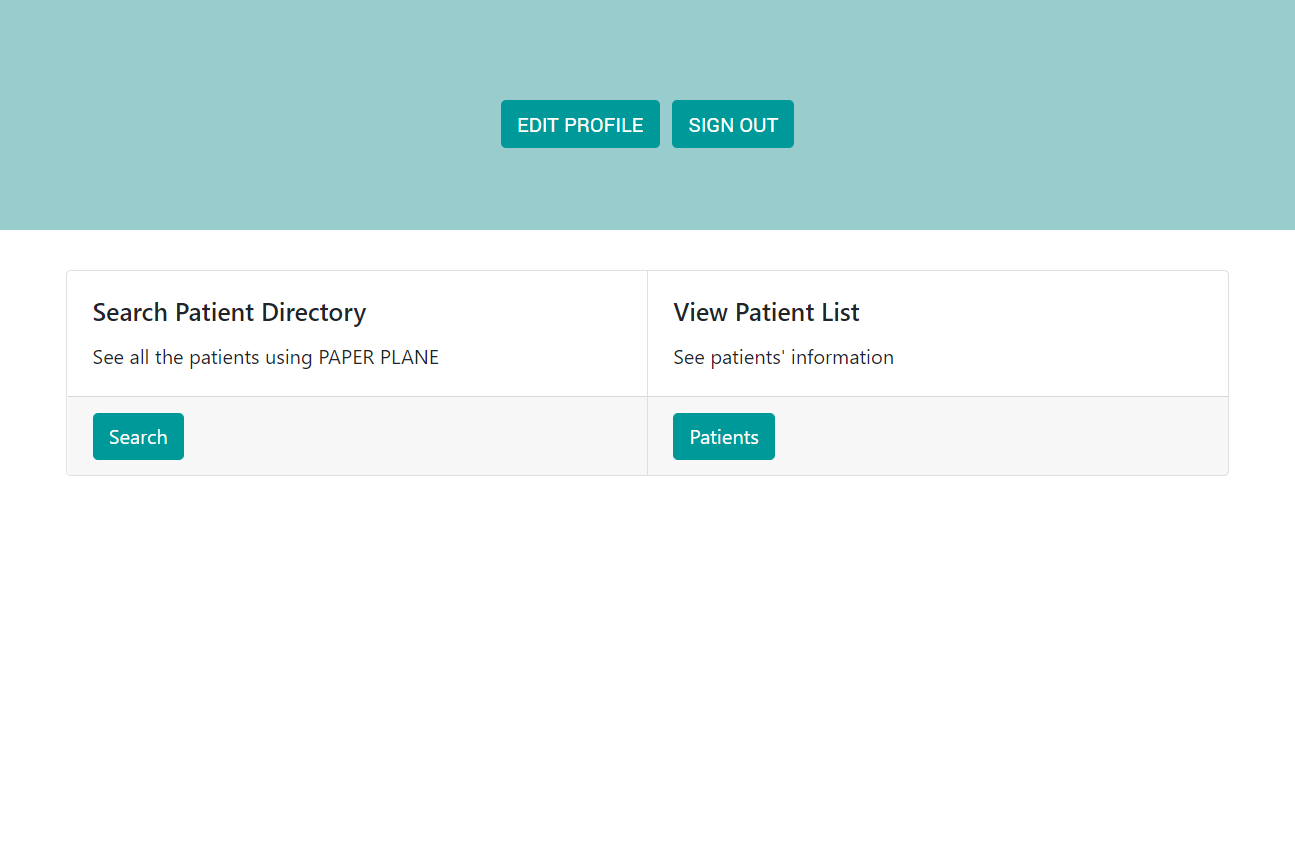 EDIT PROFILE
SIGN OUT
Search Patient Directory
See all the patients using PAPER PLANE
Search
View Patient List
See patients' information
Patients